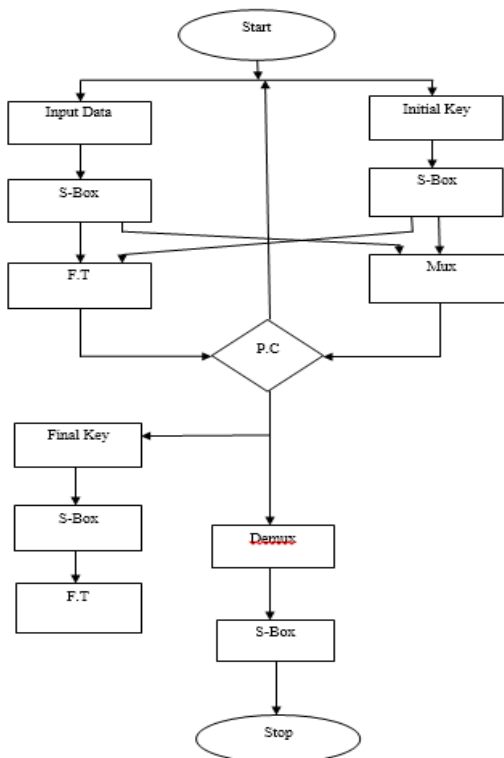 Start
Input Data
Initial Key
S-Box
S-Box
F.T
Mux
P.C
Final Key
S-Box
Demux
F.T
S-Box
Stop